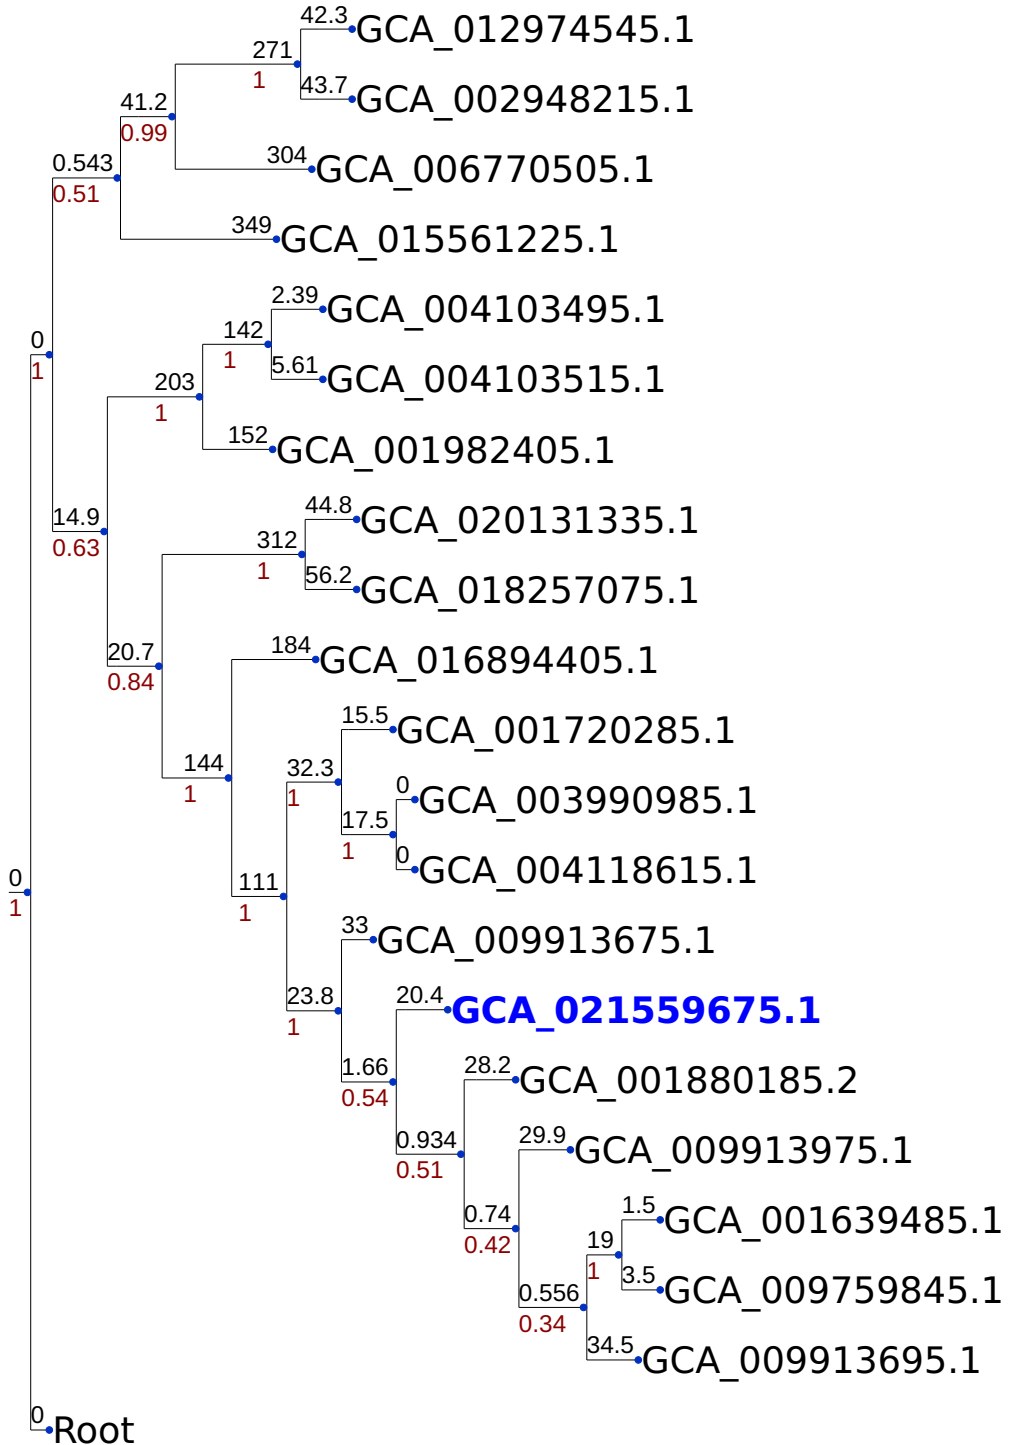 42.3
GCA_012974545.1
271
1
43.7
GCA_002948215.1
41.2
0.99
304
GCA_006770505.1
0.543
0.51
349
GCA_015561225.1
2.39
GCA_004103495.1
0
1
142
1
5.61
GCA_004103515.1
203
1
152
GCA_001982405.1
14.9
0.63
44.8
GCA_020131335.1
312
1
56.2
GCA_018257075.1
20.7
0.84
184
GCA_016894405.1
15.5
GCA_001720285.1
144
1
32.3
1
0
GCA_003990985.1
17.5
1
0
GCA_004118615.1
0
1
111
1
33
GCA_009913675.1
23.8
1
20.4
GCA_021559675.1
1.66
0.54
28.2
GCA_001880185.2
0.934
0.51
29.9
GCA_009913975.1
0.74
0.42
1.5
GCA_001639485.1
19
1
3.5
GCA_009759845.1
0.556
0.34
34.5
GCA_009913695.1
0
Root